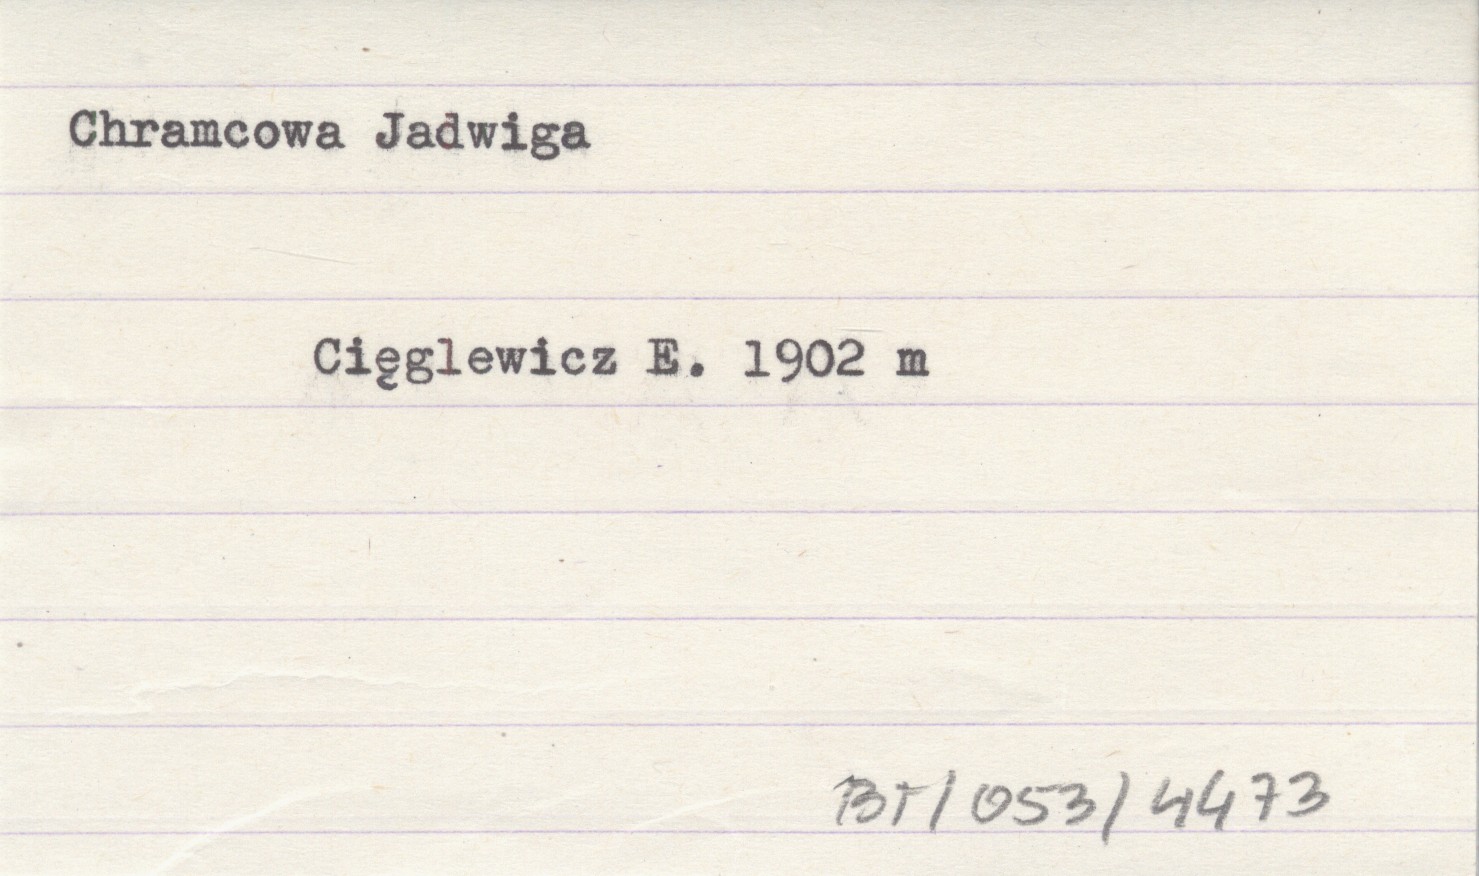 Chramcowa Jadwiga
Cięglewicz E. 1902 m
BT/053/4473